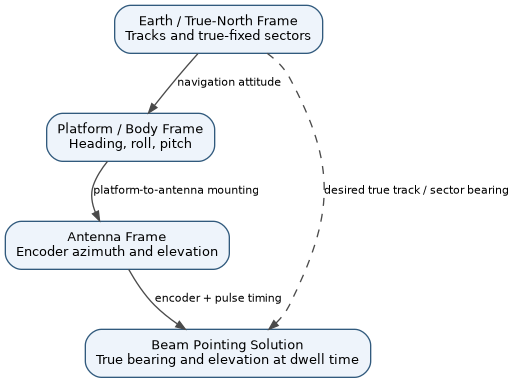 Earth / True-North Frame
Tracks and true-fixed sectors
navigation attitude
Platform / Body Frame
Heading, roll, pitch
platform-to-antenna mounting
desired true track / sector bearing
Antenna Frame
Encoder azimuth and elevation
encoder + pulse timing
Beam Pointing Solution
True bearing and elevation at dwell time